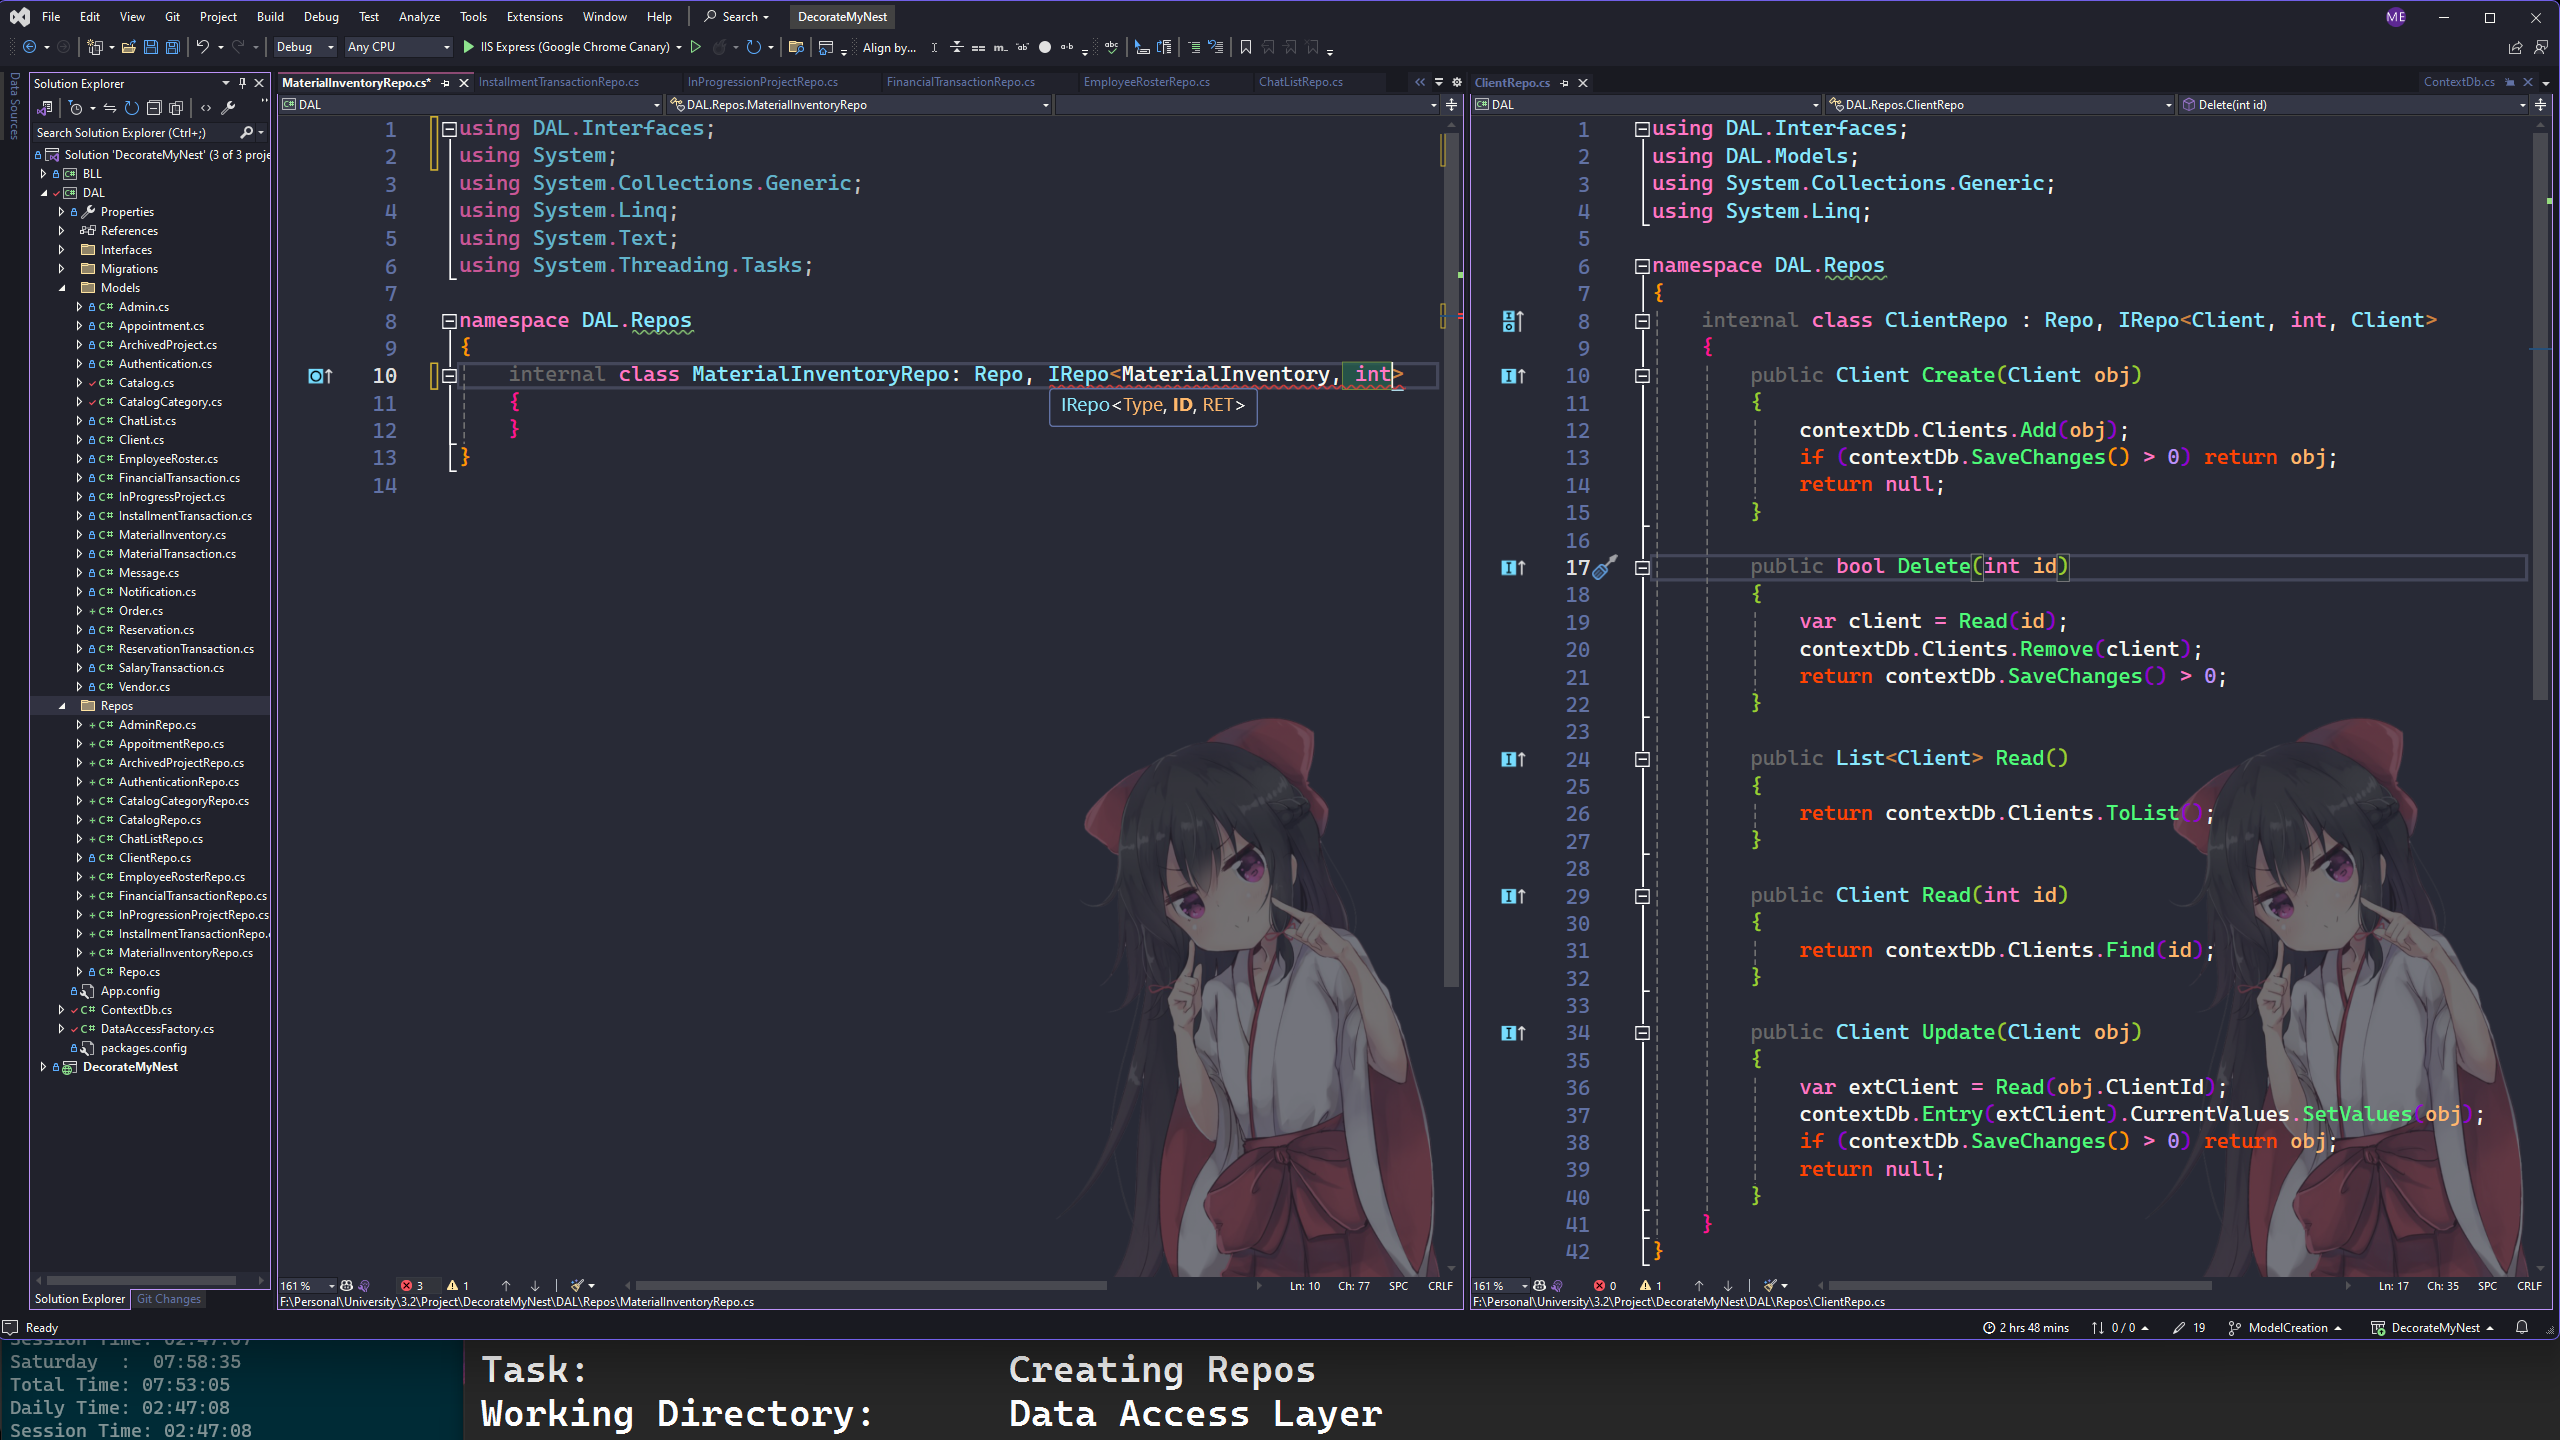 File Edit View Git Project Build Debug Test Analyze Tools Extensions Window Help Search DecorateMyNest ME
Debug Any CPU IIS Express (Google Chrome Canary) Align by...
Data Sources
Solution Explorer
Search Solution Explorer (Ctrl+;)
Solution 'DecorateMyNest' (3 of 3 proje
BLL
DAL
Properties
References
Interfaces
Migrations
Models
C# Admin.cs
C# Appointment.cs
C# ArchivedProject.cs
C# Authentication.cs
C# Catalog.cs
C# CatalogCategory.cs
C# ChatList.cs
C# Client.cs
C# EmployeeRoster.cs
C# FinancialTransaction.cs
C# InProgressProject.cs
C# InstallmentTransaction.cs
C# MaterialInventory.cs
C# MaterialTransaction.cs
C# Message.cs
C# Notification.cs
+ C# Order.cs
C# Reservation.cs
C# ReservationTransaction.cs
C# SalaryTransaction.cs
C# Vendor.cs
Repos
+ C# AdminRepo.cs
+ C# AppoitmentRepo.cs
+ C# ArchivedProjectRepo.cs
+ C# AuthenticationRepo.cs
+ C# CatalogCategoryRepo.cs
+ C# CatalogRepo.cs
+ C# ChatListRepo.cs
C# ClientRepo.cs
+ C# EmployeeRosterRepo.cs
+ C# FinancialTransactionRepo.cs
+ C# InProgressionProjectRepo.cs
+ C# InstallmentTransactionRepo.
+ C# MaterialInventoryRepo.cs
C# Repo.cs
App.config
C# ContextDb.cs
C# DataAccessFactory.cs
packages.config
DecorateMyNest
Solution Explorer Git Changes
MaterialInventoryRepo.cs* InstallmentTransactionRepo.cs InProgressionProjectRepo.cs FinancialTransactionRepo.cs EmployeeRosterRepo.cs ChatListRepo.cs
DAL DAL.Repos.MaterialInventoryRepo
1 using DAL.Interfaces;
2 using System;
3 using System.Collections.Generic;
4 using System.Linq;
5 using System.Text;
6 using System.Threading.Tasks;
7
8 namespace DAL.Repos
9 {
10 internal class MaterialInventoryRepo: Repo, IRepo<MaterialInventory, int>
11 {
IRepo<Type, ID, RET>
12 }
13 }
14
161 % 3 1 Ln: 10 Ch: 77 SPC CRLF
F:\Personal\University\3.2\Project\DecorateMyNest\DAL\Repos\MaterialInventoryRepo.cs
ClientRepo.cs ContextDb.cs
DAL DAL.Repos.ClientRepo Delete(int id)
1 using DAL.Interfaces;
2 using DAL.Models;
3 using System.Collections.Generic;
4 using System.Linq;
5
6 namespace DAL.Repos
7 {
8 internal class ClientRepo : Repo, IRepo<Client, int, Client>
9 {
10 public Client Create(Client obj)
11 {
12 contextDb.Clients.Add(obj);
13 if (contextDb.SaveChanges() > 0) return obj;
14 return null;
15 }
16
17 public bool Delete(int id)
18 {
19 var client = Read(id);
20 contextDb.Clients.Remove(client);
21 return contextDb.SaveChanges() > 0;
22 }
23
24 public List<Client> Read()
25 {
26 return contextDb.Clients.ToList();
27 }
28
29 public Client Read(int id)
30 {
31 return contextDb.Clients.Find(id);
32 }
33
34 public Client Update(Client obj)
35 {
36 var extClient = Read(obj.ClientId);
37 contextDb.Entry(extClient).CurrentValues.SetValues(obj);
38 if (contextDb.SaveChanges() > 0) return obj;
39 return null;
40 }
41 }
42 }
161 % 0 1 Ln: 17 Ch: 35 SPC CRLF
F:\Personal\University\3.2\Project\DecorateMyNest\DAL\Repos\ClientRepo.cs
Ready 2 hrs 48 mins 0 / 0 19 ModelCreation DecorateMyNest
Session Time: 02:47:07
Saturday : 07:58:35
Total Time: 07:53:05
Daily Time: 02:47:08
Session Time: 02:47:08
Task: Creating Repos
Working Directory: Data Access Layer